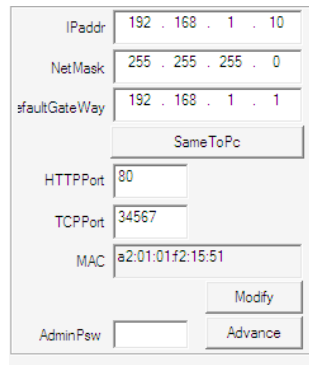 IPaddr 192 . 168 . 1 . 10
NetMask 255 . 255 . 255 . 0
efaultGateWay 192 . 168 . 1 . 1
SameToPc
HTTPPort 80
TCPPort 34567
MAC a2:01:01:f2:15:51
Modify
AdminPsw Advance